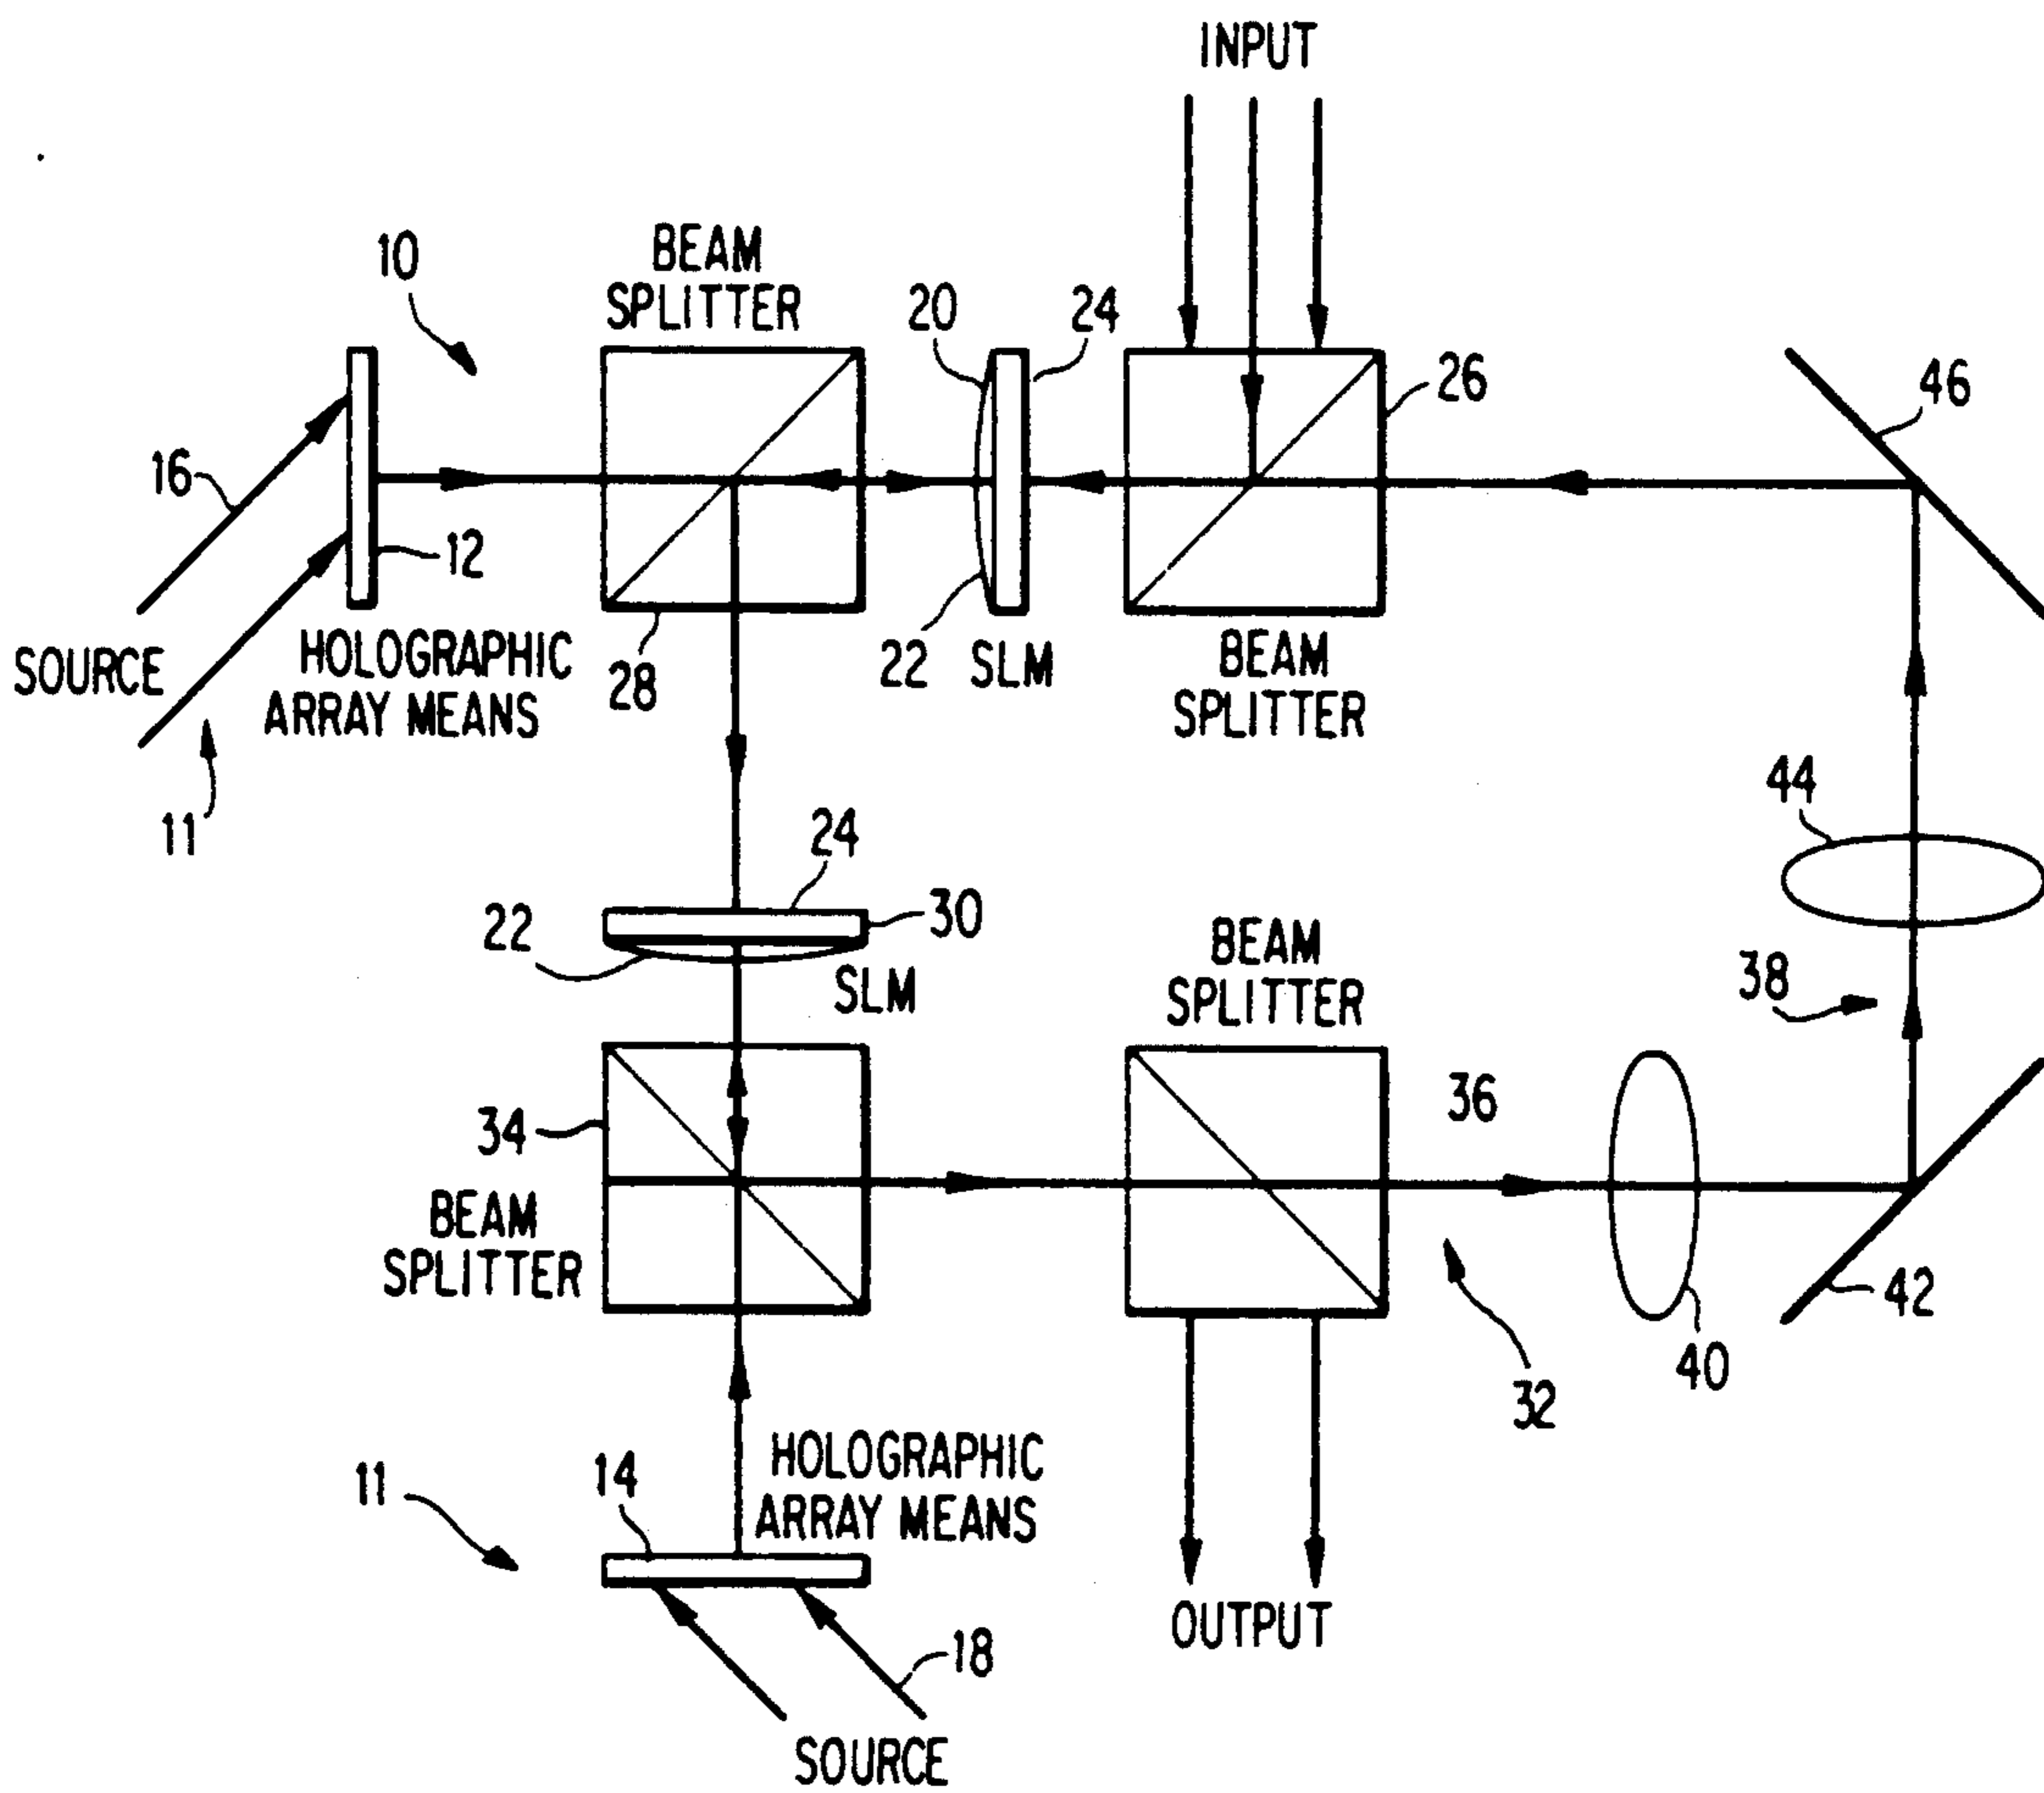 INPUT
10
BEAM
SPLITTER
20
24
26
46
16
12
SOURCE
HOLOGRAPHIC
ARRAY MEANS
28
22
SLM
BEAM
SPLITTER
11
44
24
22
30
SLM
BEAM
SPLITTER
38
34
36
BEAM
SPLITTER
42
40
32
HOLOGRAPHIC
ARRAY MEANS
11
14
OUTPUT
18
SOURCE